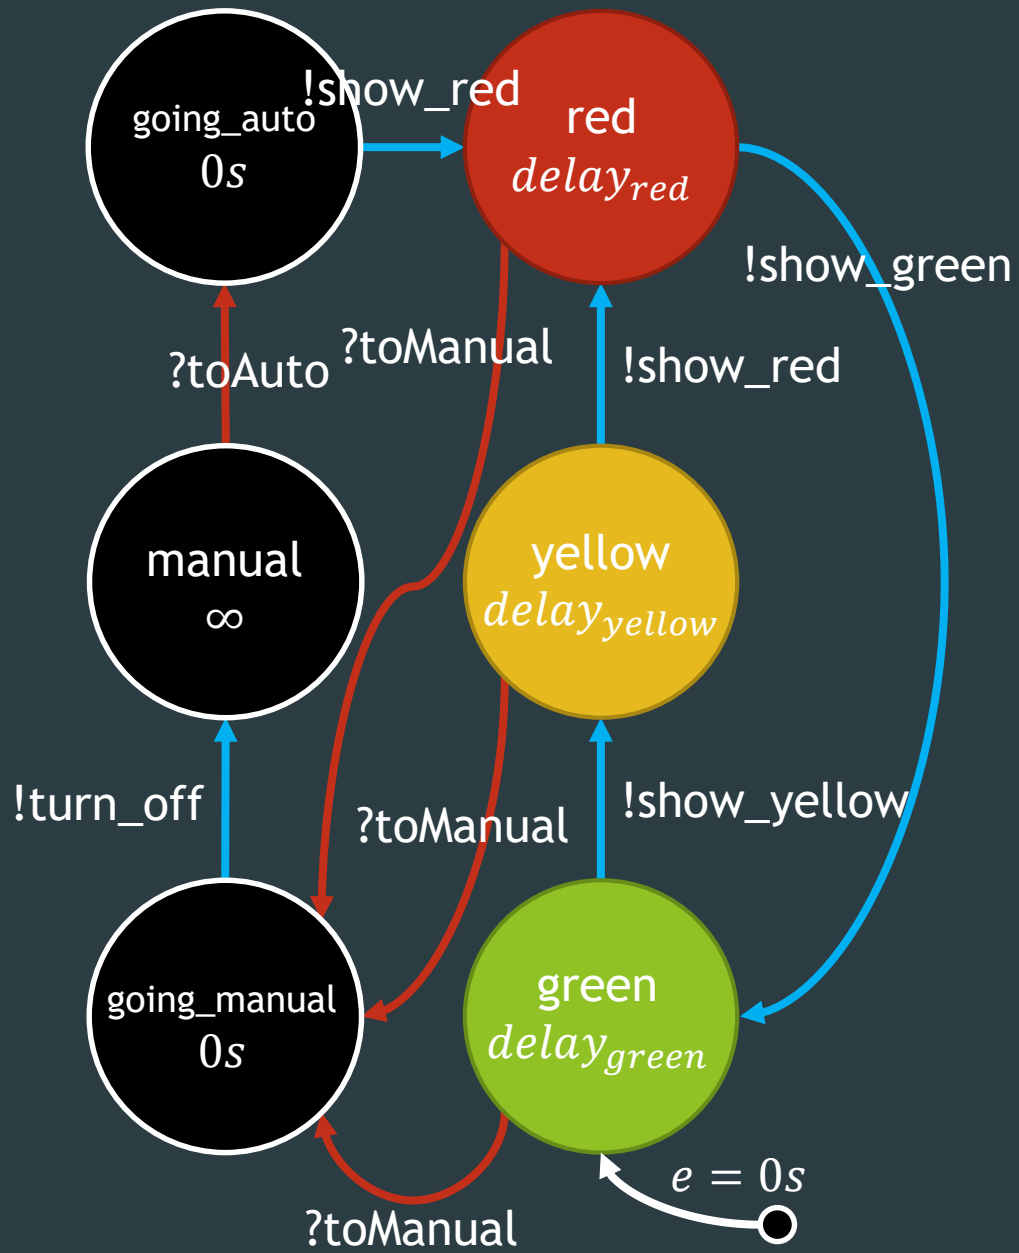 !show_red
going_auto
0s
red
delay_red
!show_green
?toManual
?toAuto
!show_red
manual
∞
yellow
delay_yellow
!turn_off
!show_yellow
?toManual
going_manual
0s
green
delay_green
e = 0s
?toManual